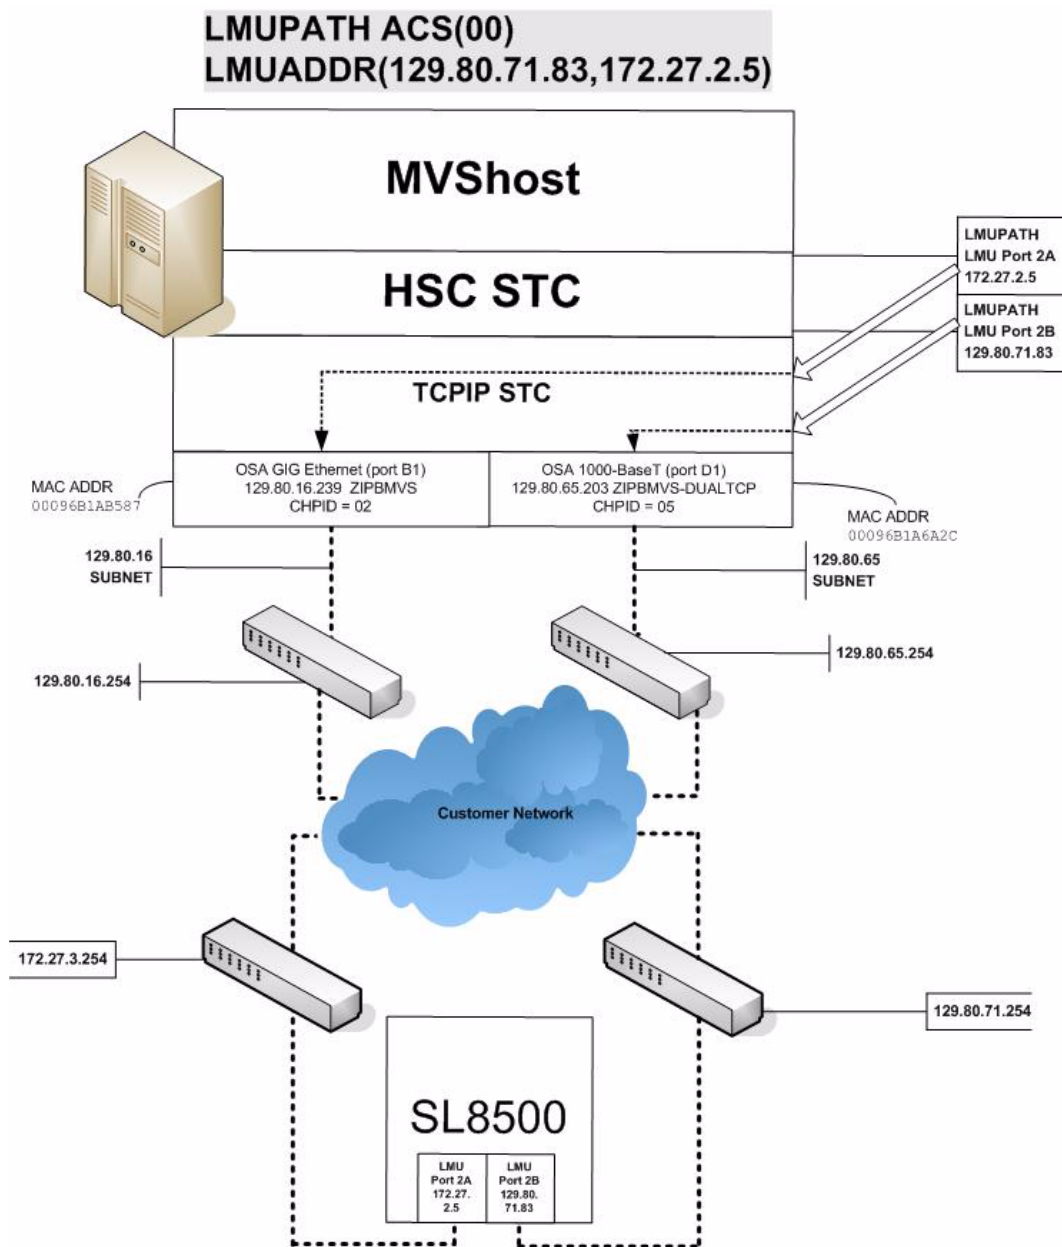 LMUPATH ACS(00)
LMUADDR(129.80.71.83,172.27.2.5)
MVShost
HSC STC
LMUPATH
LMU Port 2A
172.27.2.5
LMUPATH
LMU Port 2B
129.80.71.83
TCPIP STC
OSA GIG Ethernet (port B1)
129.80.16.239 ZIPBMVS
CHPID = 02
OSA 1000-BaseT (port D1)
129.80.65.203 ZIPBMVS-DUALTCP
CHPID = 05
MAC ADDR
00096B1AB587
MAC ADDR
00096B1A6A2C
129.80.16
SUBNET
129.80.65
SUBNET
129.80.16.254
129.80.65.254
Customer Network
172.27.3.254
129.80.71.254
SL8500
LMU
Port 2A
172.27.
2.5
LMU
Port 2B
129.80.
71.83